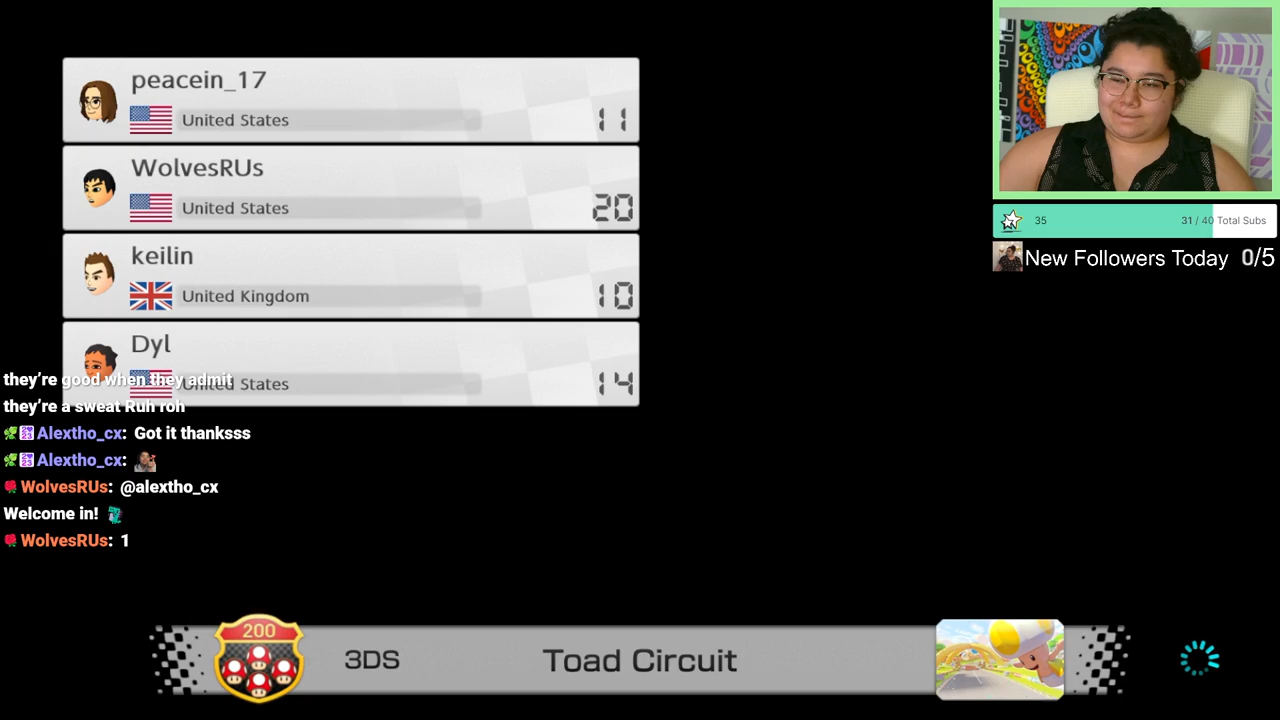 peacein_17
United States
11
WolvesRUs
United States
20
keilin
United Kingdom
10
Dyl
United States
14
they're good when they admit
they're a sweat Ruh roh
Alextho_cx: Got it thanksss
Alextho_cx:
WolvesRUs: @alextho_cx
Welcome in!
WolvesRUs: 1
35
31 / 40 Total Subs
New Followers Today 0/5
200
3DS
Toad Circuit